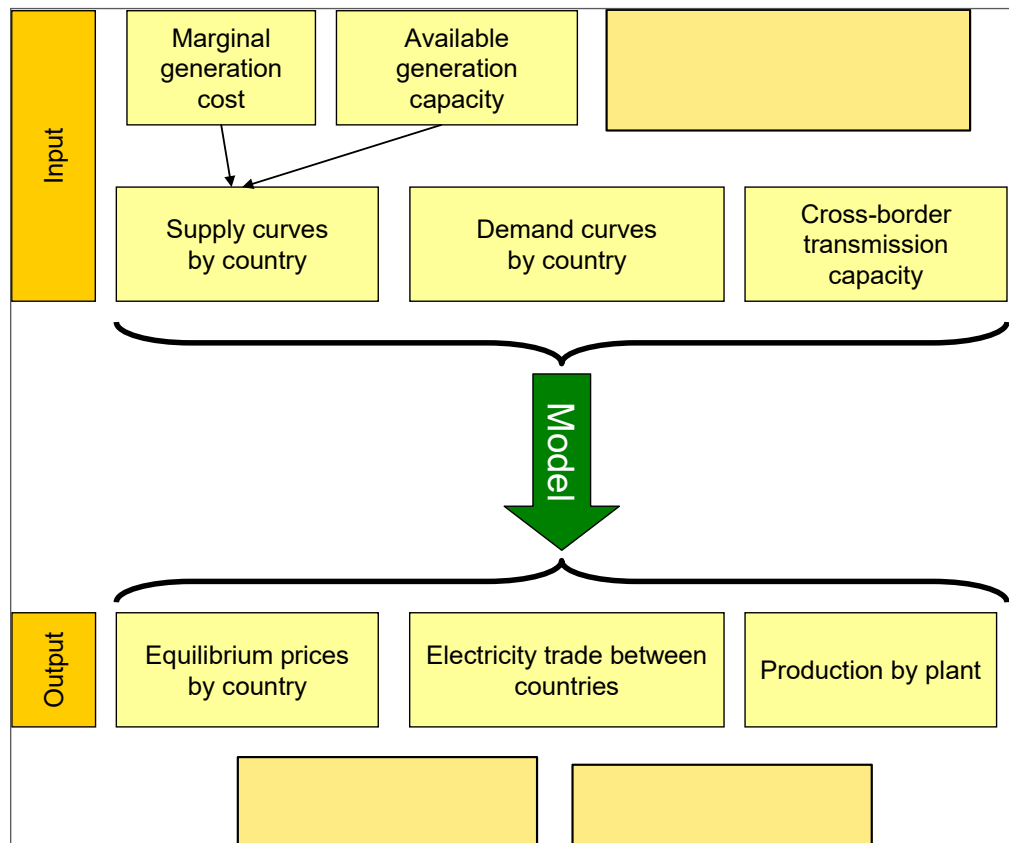 Input
Marginal
generation
cost
Available
generation
capacity
Supply curves
by country
Demand curves
by country
Cross-border
transmission
capacity
Model
Output
Equilibrium prices
by country
Electricity trade between
countries
Production by plant